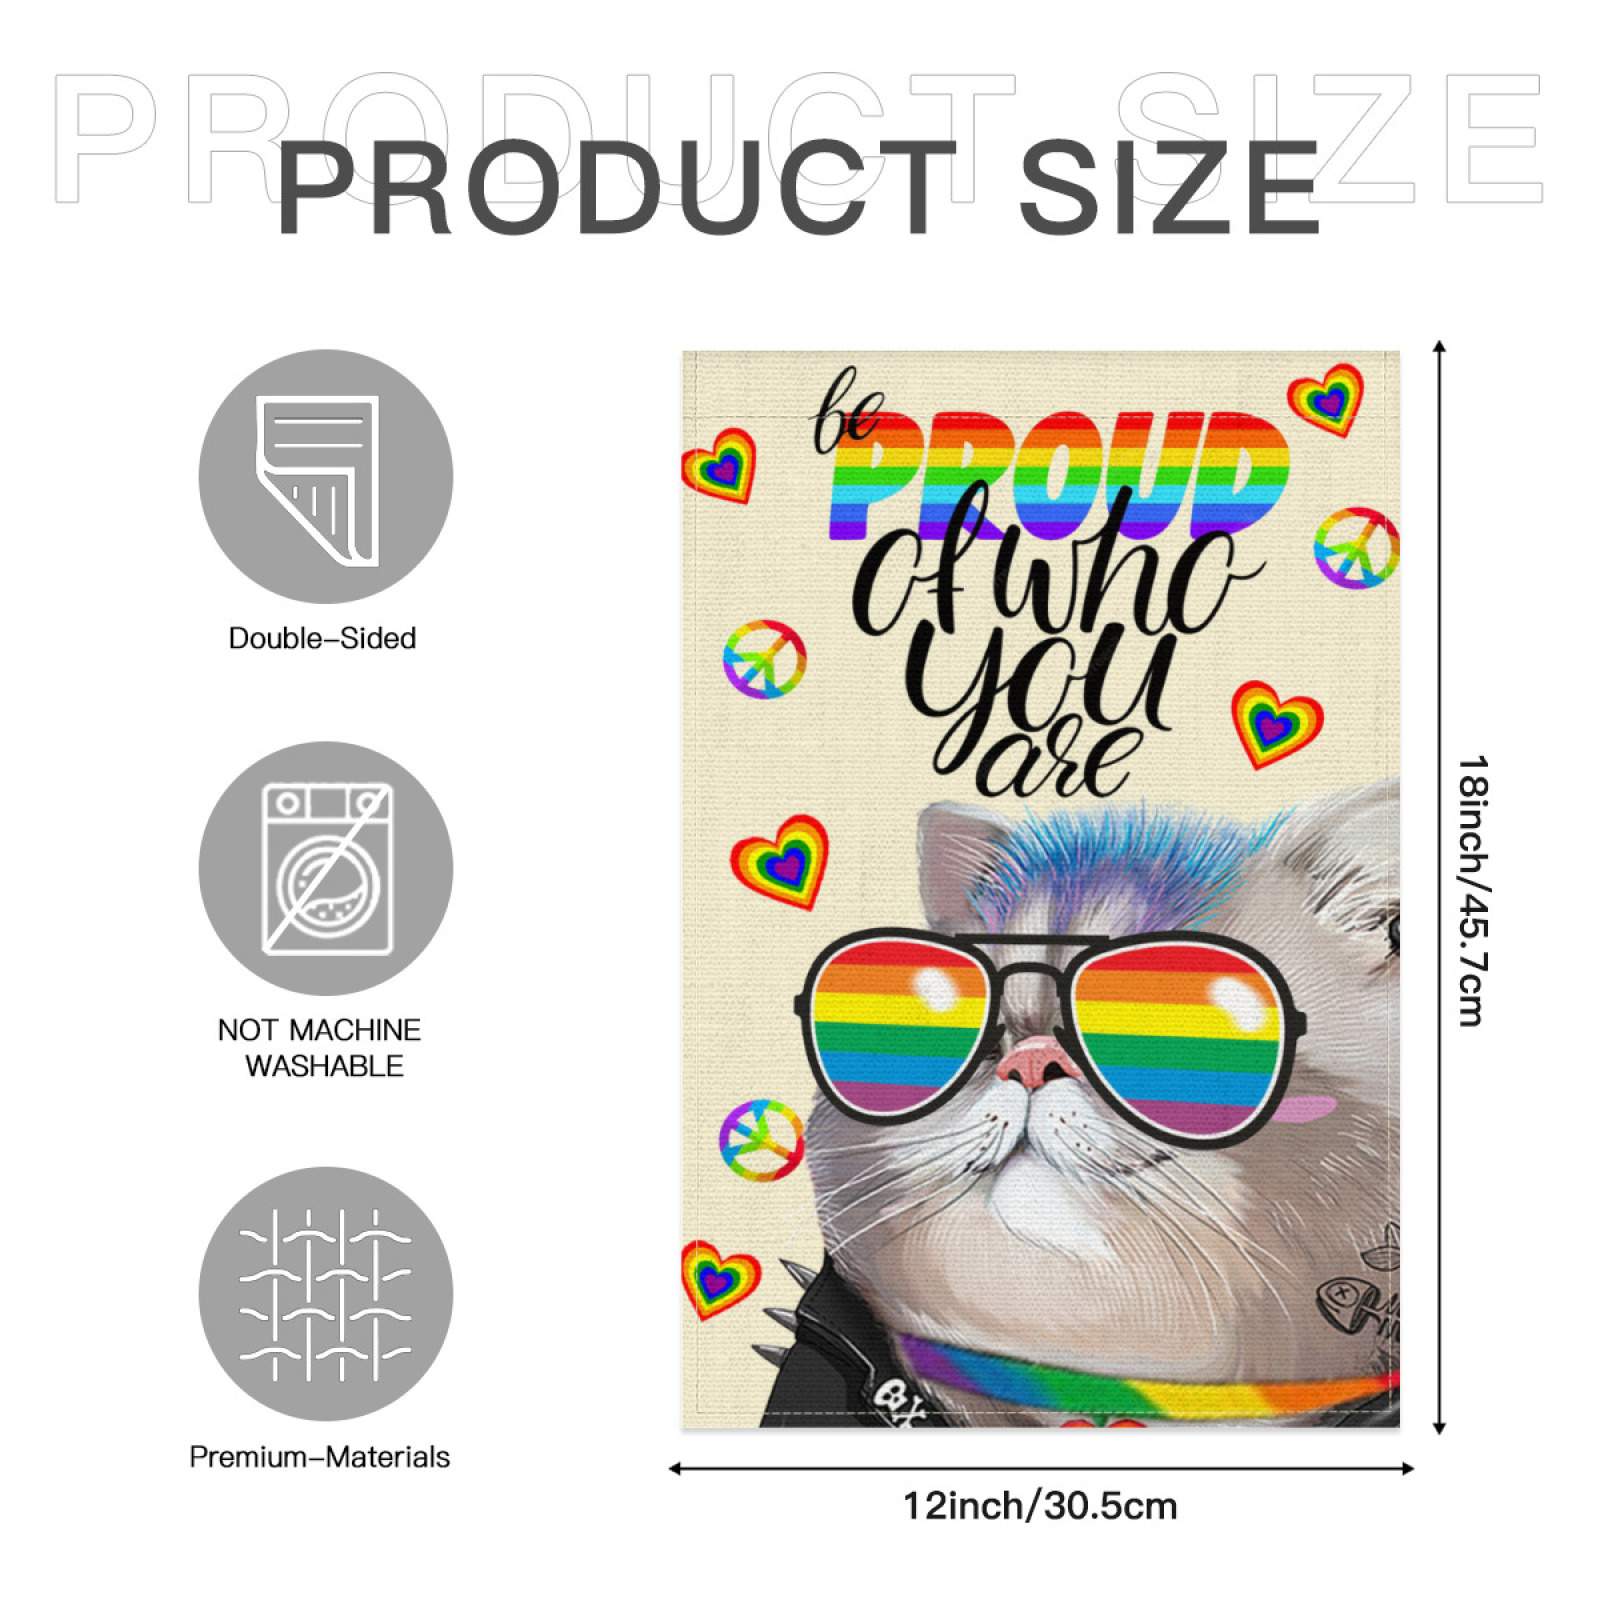 PRODUCT SIZE
PRODUCT SIZE
Double-Sided
NOT MACHINE
WASHABLE
Premium-Materials
be
PROUD
of who
you
are
18inch/45.7cm
12inch/30.5cm